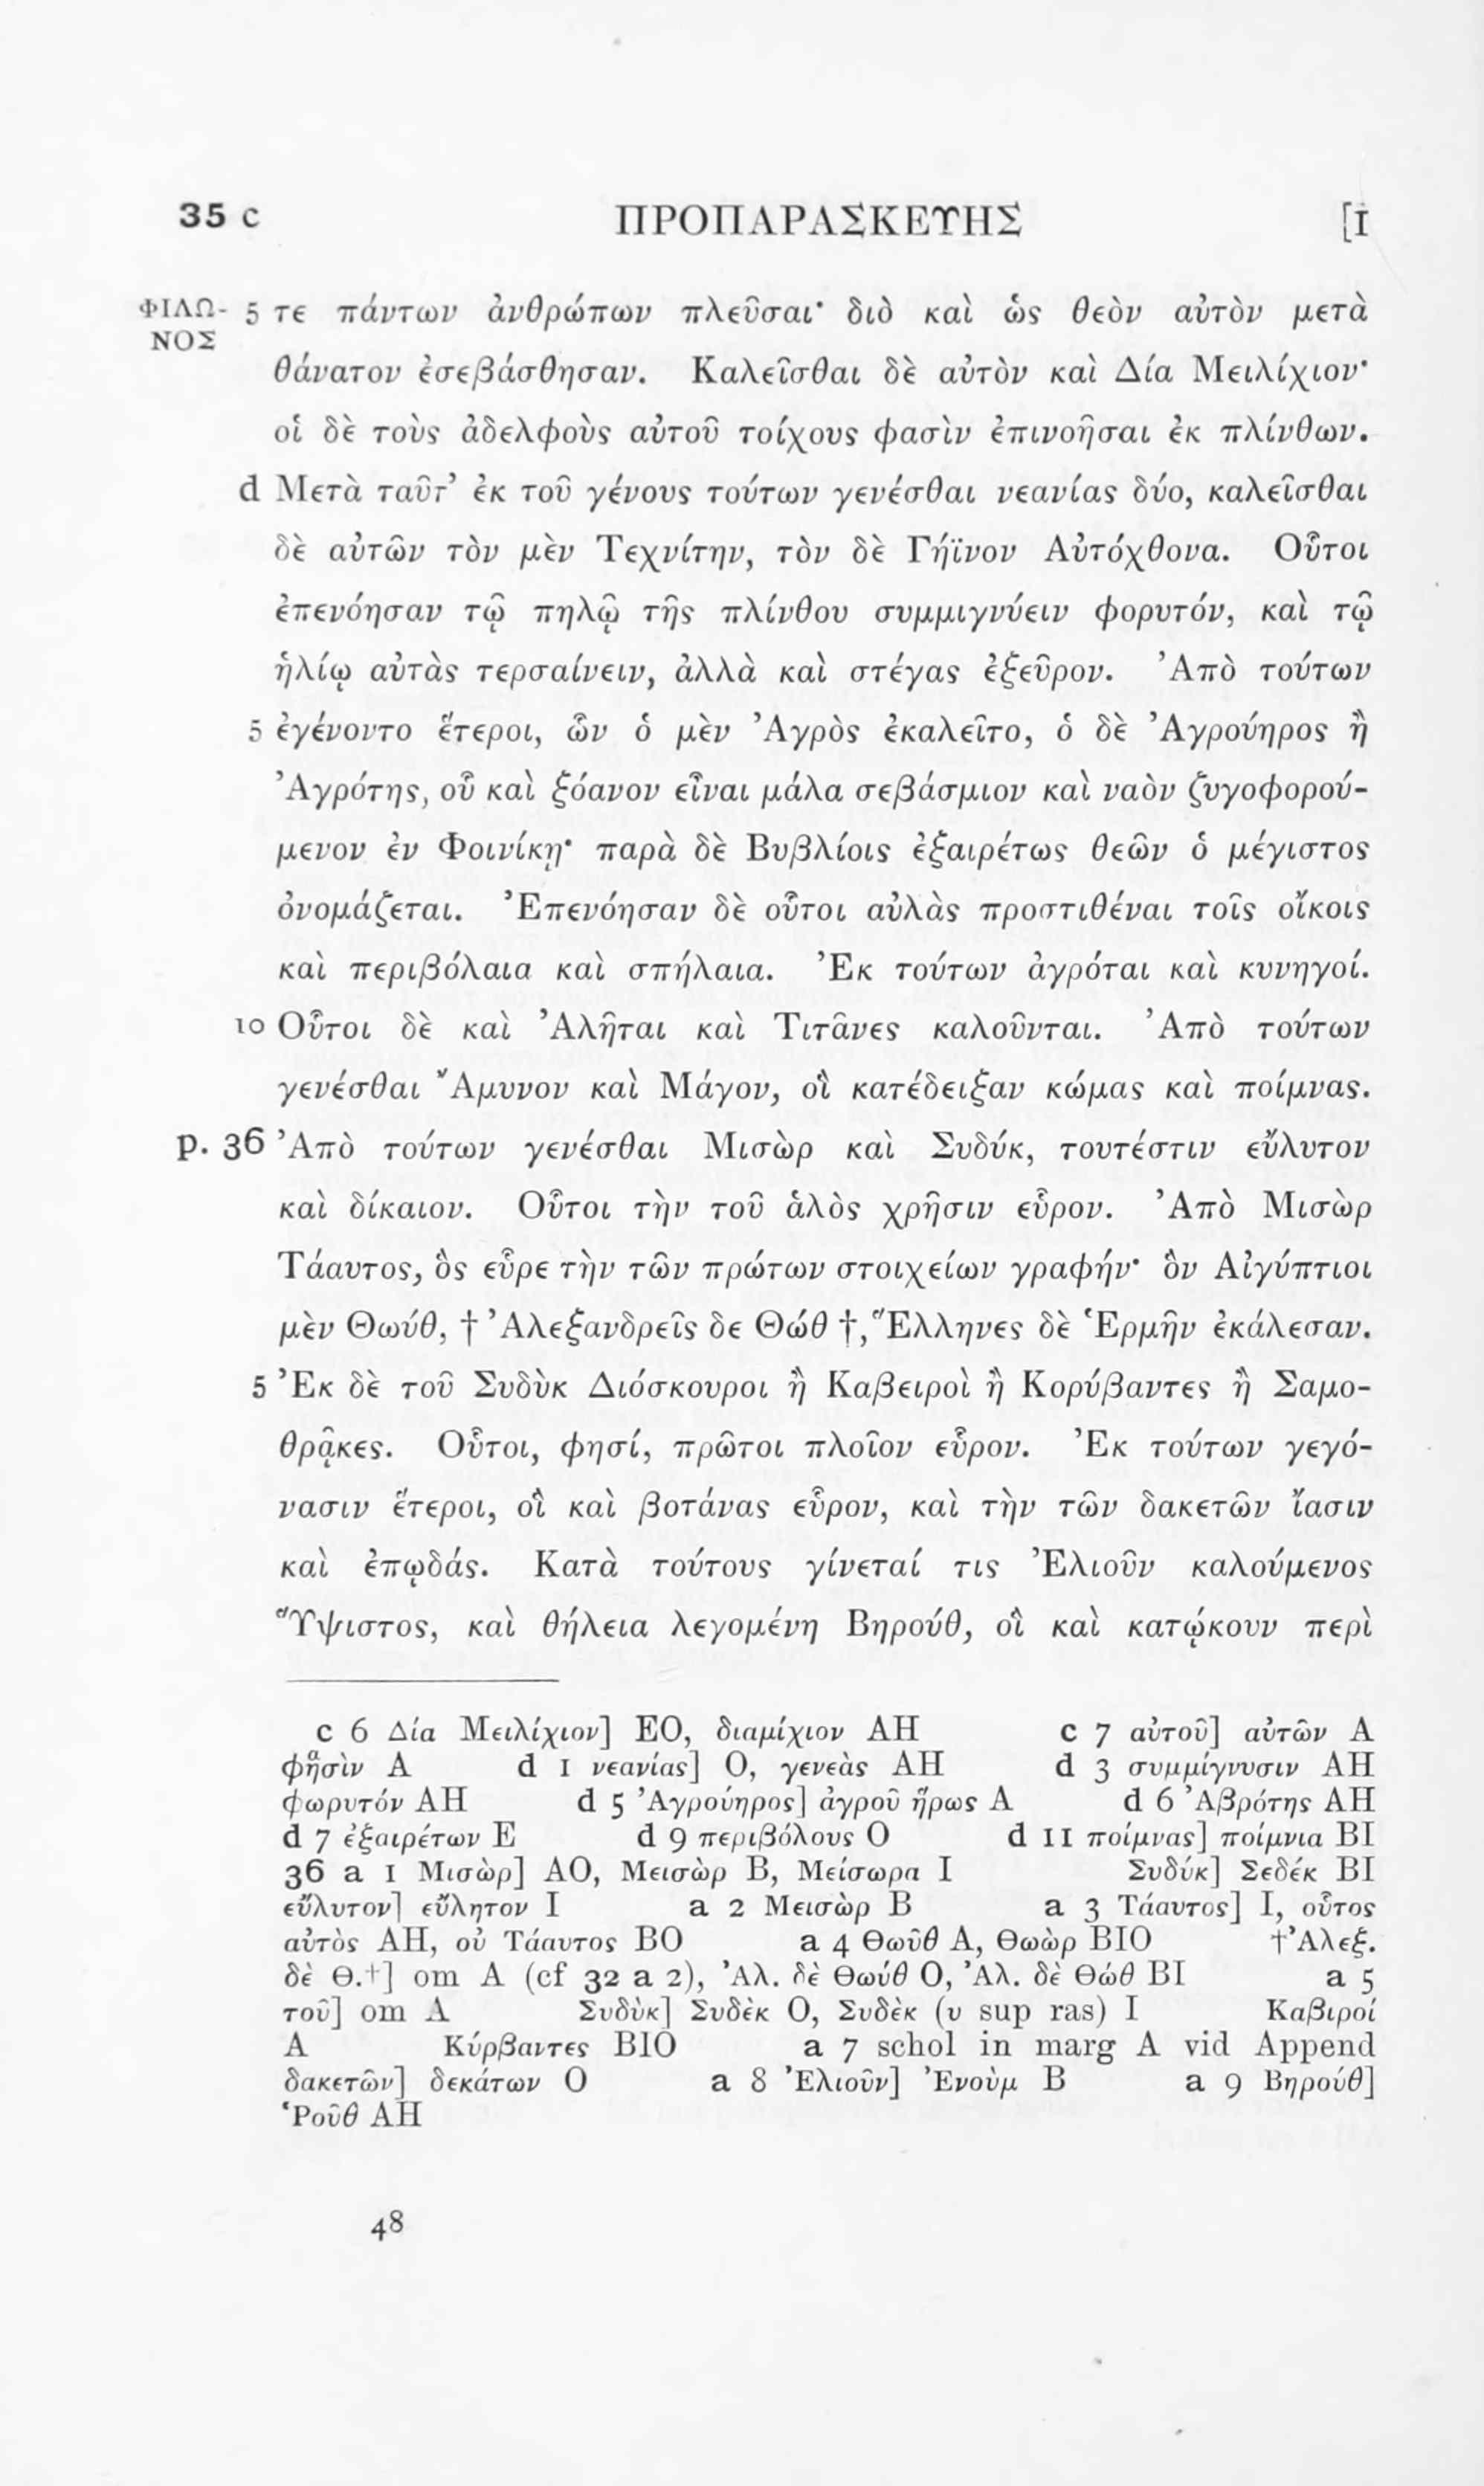 35 c ΠΡΟΠΑΡΑΣΚΕΥΗΣ [I
ΦΙΛΩ- 5 τε πάντων ἀνθρώπων πλεῦσαι· διὸ καὶ ὡς θεὸν αὐτὸν μετὰ
ΝΟΣ
θάνατον ἐσεβάσθησαν. Καλεῖσθαι δὲ αὐτὸν καὶ Δία Μειλίχιον·
οἱ δὲ τοὺς ἀδελφοὺς αὐτοῦ τοίχους φασὶν ἐπινοῆσαι ἐκ πλίνθων.
d Μετὰ ταῦτ’ ἐκ τοῦ γένους τούτων γενέσθαι νεανίας δύο, καλεῖσθαι
δὲ αὐτῶν τὸν μὲν Τεχνίτην, τὸν δὲ Γήϊνον Αὐτόχθονα. Οὗτοι
ἐπενόησαν τῷ πηλῷ τῆς πλίνθου συμμιγνύειν φορυτόν, καὶ τῷ
ἡλίῳ αὐτὰς τερσαίνειν, ἀλλὰ καὶ στέγας ἐξεῦρον. Ἀπὸ τούτων
5 ἐγένοντο ἕτεροι, ὧν ὁ μὲν Ἀγρὸς ἐκαλεῖτο, ὁ δὲ Ἀγρούηρος ἢ
Ἀγρότης, οὗ καὶ ξόανον εἶναι μάλα σεβάσμιον καὶ ναὸν ζυγοφορού-
μενον ἐν Φοινίκῃ· παρὰ δὲ Βυβλίοις ἐξαιρέτως θεῶν ὁ μέγιστος
ὀνομάζεται. Ἐπενόησαν δὲ οὗτοι αὐλὰς προστιθέναι τοῖς οἴκοις
καὶ περιβόλαια καὶ σπήλαια. Ἐκ τούτων ἀγρόται καὶ κυνηγοί.
10 Οὗτοι δὲ καὶ Ἀλῆται καὶ Τιτᾶνες καλοῦνται. Ἀπὸ τούτων
γενέσθαι Ἄμυνον καὶ Μάγον, οἳ κατέδειξαν κώμας καὶ ποίμνας.
p. 36 Ἀπὸ τούτων γενέσθαι Μισὼρ καὶ Συδύκ, τουτέστιν εὔλυτον
καὶ δίκαιον. Οὗτοι τὴν τοῦ ἁλὸς χρῆσιν εὗρον. Ἀπὸ Μισὼρ
Τάαυτος, ὃς εὗρε τὴν τῶν πρώτων στοιχείων γραφήν· ὃν Αἰγύπτιοι
μὲν Θωύθ, † Ἀλεξανδρεῖς δε Θώθ †, Ἕλληνες δὲ Ἑρμῆν ἐκάλεσαν.
5 Ἐκ δὲ τοῦ Συδὺκ Διόσκουροι ἢ Καβειροὶ ἢ Κορύβαντες ἢ Σαμο-
θρᾷκες. Οὗτοι, φησί, πρῶτοι πλοῖον εὗρον. Ἐκ τούτων γεγό-
νασιν ἕτεροι, οἳ καὶ βοτάνας εὗρον, καὶ τὴν τῶν δακετῶν ἴασιν
καὶ ἐπῳδάς. Κατὰ τούτους γίνεταί τις Ἐλιοῦν καλούμενος
Ὕψιστος, καὶ θήλεια λεγομένη Βηρούθ, οἳ καὶ κατῴκουν περὶ
c 6 Δία Μειλίχιον] EO, διαμίχιον AH c 7 αὐτοῦ] αὐτῶν A
φησὶν A d 1 νεανίας] O, γενεὰς AH d 3 συμμίγνυσιν AH
φωρυτόν AH d 5 Ἀγρούηρος] ἀγροῦ ἥρως A d 6 Ἀβρότης AH
d 7 ἐξαιρέτων E d 9 περιβόλους O d 11 ποίμνας] ποίμνια BI
36 a 1 Μισὼρ] AO, Μεισὼρ B, Μείσωρα I Συδύκ] Σεδέκ BI
εὔλυτον] εὔλητον I a 2 Μεισὼρ B a 3 Τάαυτος] I, οὗτος
αὐτὸς AH, οὐ Τάαυτος BO a 4 Θωῦθ A, Θωὼρ BIO †Ἀλεξ.
δὲ Θ.†] om A (cf 32 a 2), Ἀλ. δὲ Θωύθ O, Ἀλ. δὲ Θώθ BI a 5
τοῦ] om A Συδὺκ] Συδὲκ O, Συδὲκ (υ sup ras) I Καβιροί
A Κύρβαντες BIO a 7 schol in marg A vid Append
δακετῶν] δεκάτων O a 8 Ἐλιοῦν] Ἐνοὺμ B a 9 Βηρούθ]
Ῥοῦθ AH
48